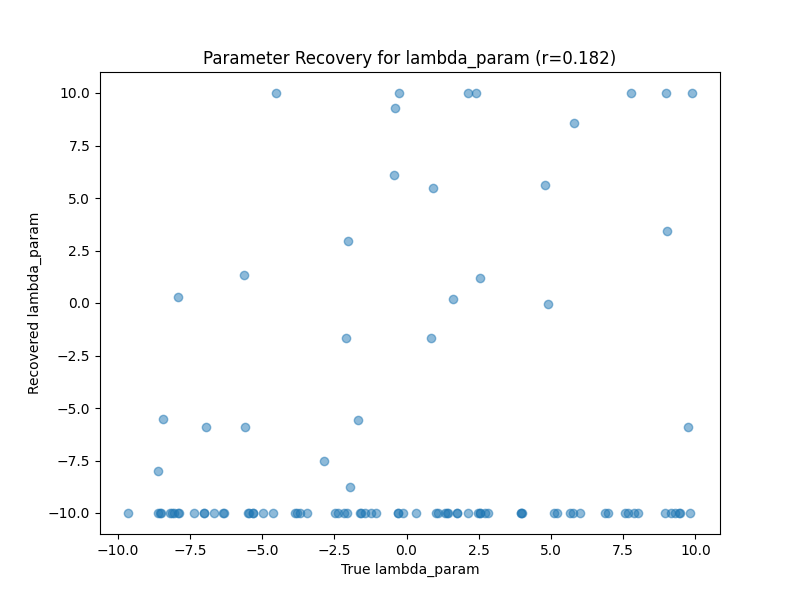 Parameter Recovery for lambda_param (r=0.182)
Recovered lambda_param
10.0
7.5
5.0
2.5
0.0
−2.5
−5.0
−7.5
−10.0
−10.0 −7.5 −5.0 −2.5 0.0 2.5 5.0 7.5 10.0
True lambda_param